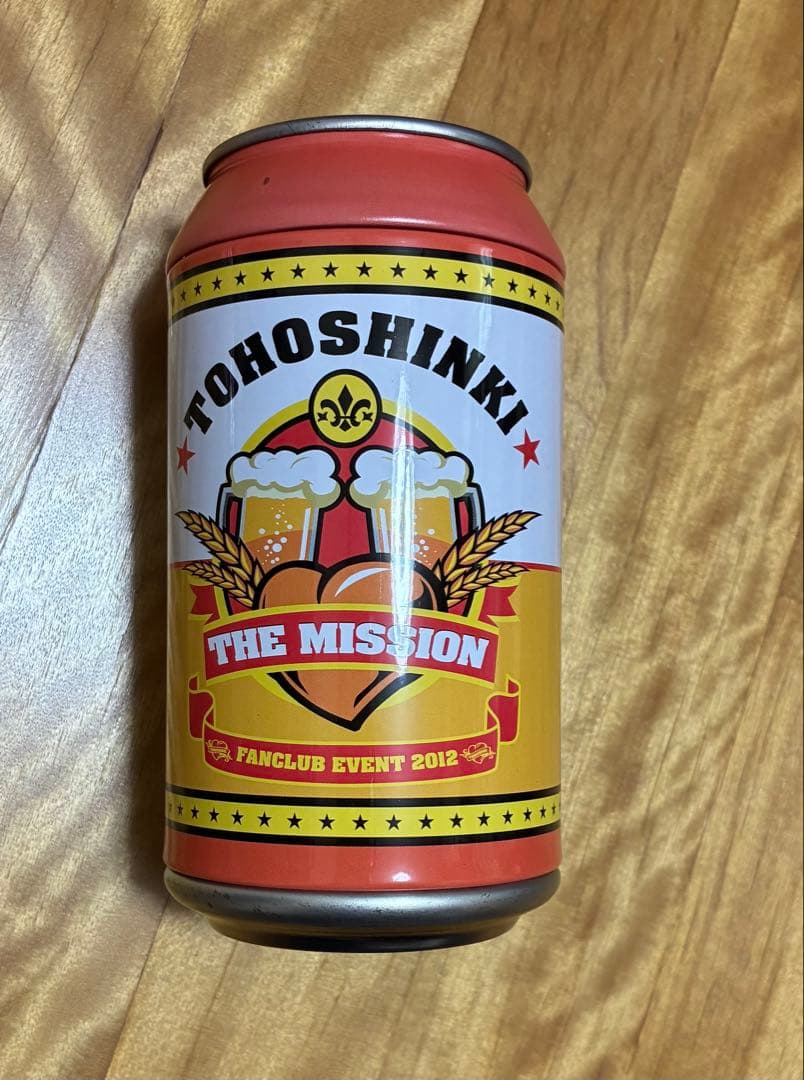 TOHOSHINKI
THE MISSION
FANCLUB EVENT 2012